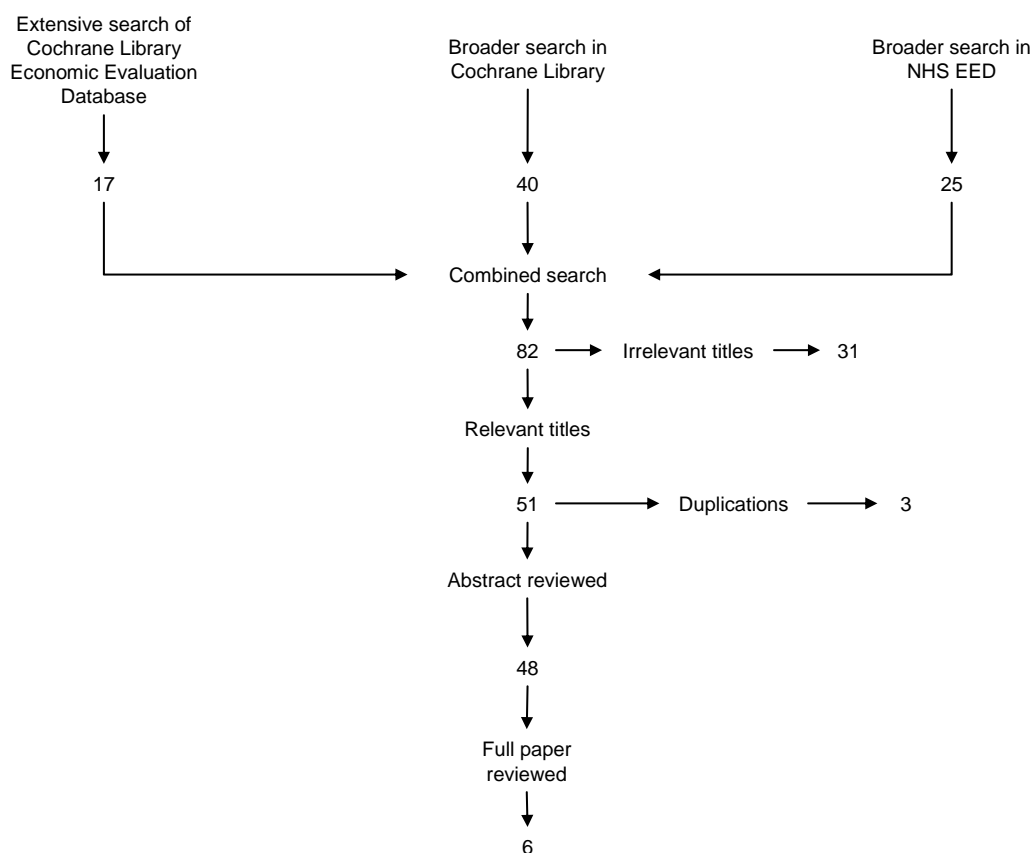 Extensive search of
Cochrane Library
Economic Evaluation
Database
Broader search in
Cochrane Library
Broader search in
NHS EED
17
40
25
Combined search
82
Irrelevant titles
31
Relevant titles
51
Duplications
3
Abstract reviewed
48
Full paper
reviewed
6